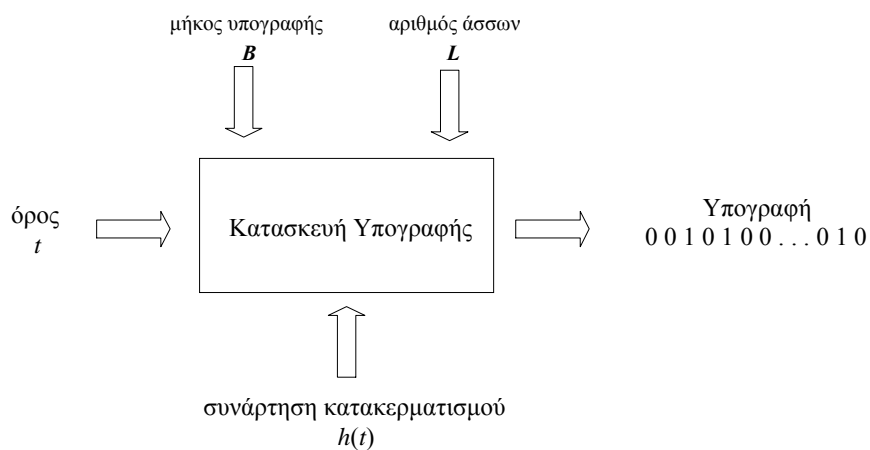 μήκος υπογραφής
B
αριθμός άσσων
L
όρος
t
Κατασκευή Υπογραφής
Υπογραφή
0 0 1 0 1 0 0 . . . 0 1 0
συνάρτηση κατακερματισμού
h(t)